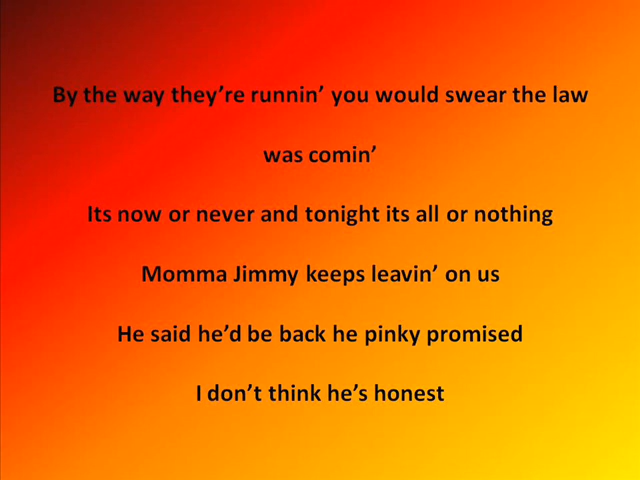 By the way they’re runnin’ you would swear the law
was comin’
Its now or never and tonight its all or nothing
Momma Jimmy keeps leavin’ on us
He said he’d be back he pinky promised
I don’t think he’s honest